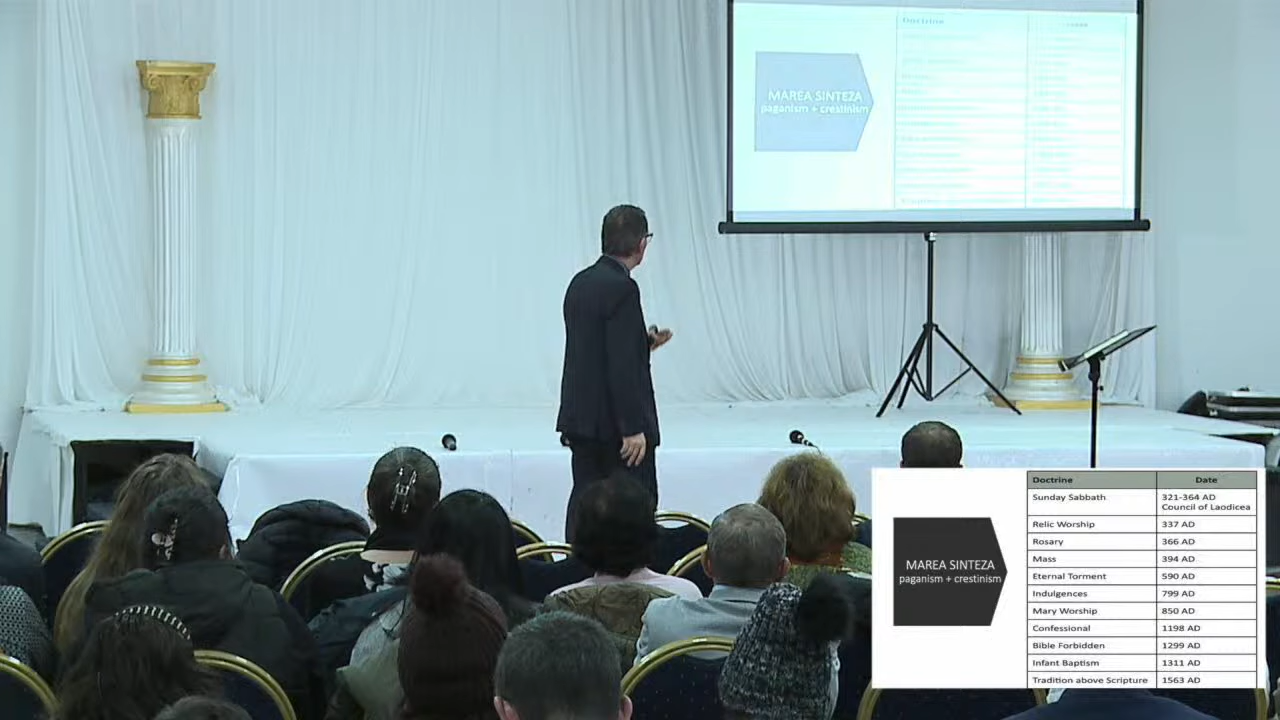 Doctrine
MAREA SINTEZA
paganism + crestinism
MAREA SINTEZA
paganism + crestinism
Doctrine Date
Sunday Sabbath 321-364 AD
Council of Laodicea
Relic Worship 337 AD
Rosary 366 AD
Mass 394 AD
Eternal Torment 590 AD
Indulgences 799 AD
Mary Worship 850 AD
Confessional 1198 AD
Bible Forbidden 1299 AD
Infant Baptism 1311 AD
Tradition above Scripture 1563 AD